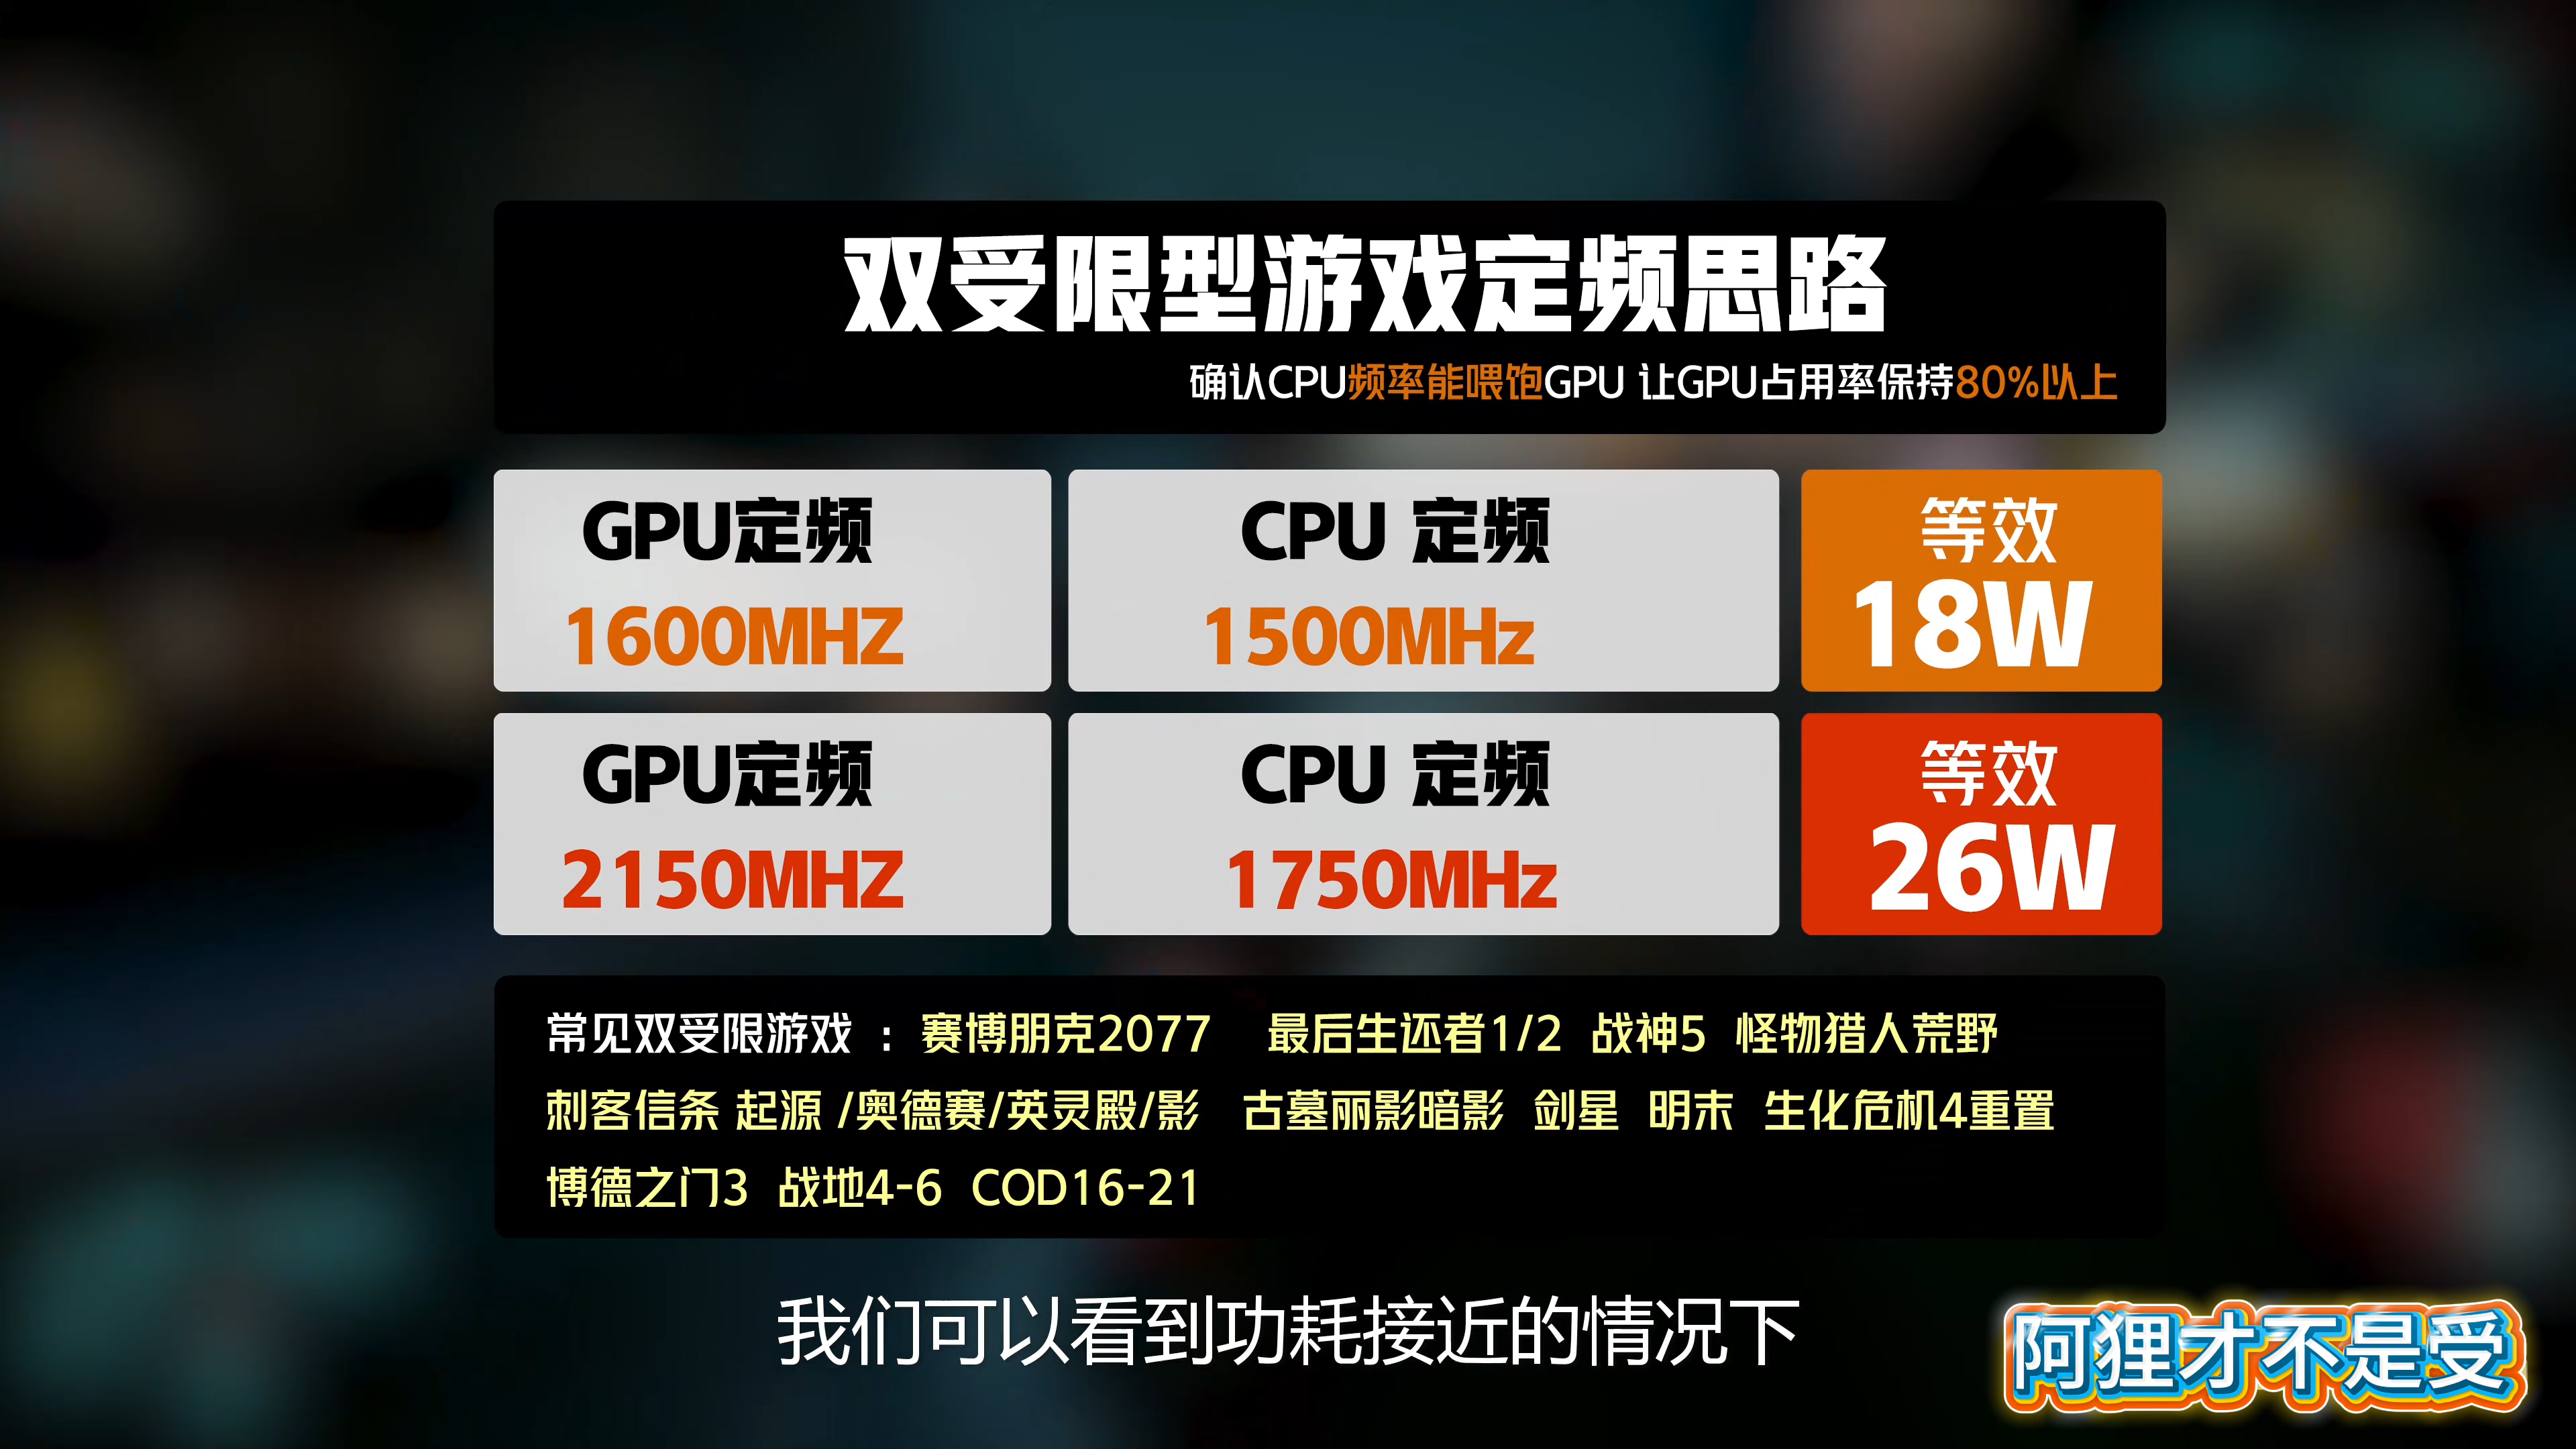 双受限型游戏定频思路
确认CPU频率能喂饱GPU 让GPU占用率保持80%以上
GPU定频
1600MHZ
CPU 定频
1500MHz
等效
18W
GPU定频
2150MHZ
CPU 定频
1750MHz
等效
26W
常见双受限游戏 : 赛博朋克2077 最后生还者1/2 战神5 怪物猎人荒野
刺客信条 起源 /奥德赛/英灵殿/影 古墓丽影暗影 剑星 明末 生化危机4重置
博德之门3 战地4-6 COD16-21
我们可以看到功耗接近的情况下
阿狸才不是受